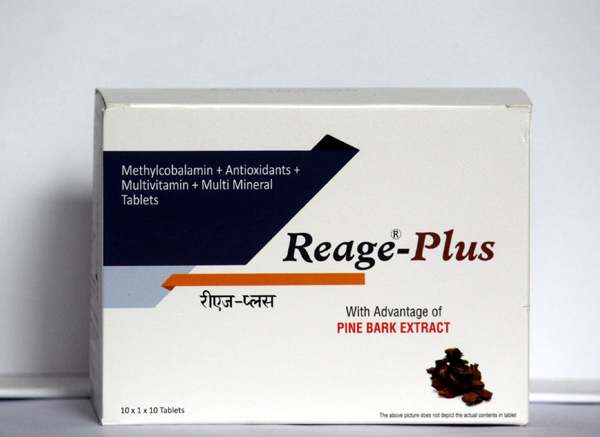 Methylcobalamin + Antioxidants +
Multivitamin + Multi Mineral
Tablets
Reage®-Plus
रीएज-प्लस
With Advantage of
PINE BARK EXTRACT
10 x 1 x 10 Tablets
The above picture does not depict the actual contents in tablet